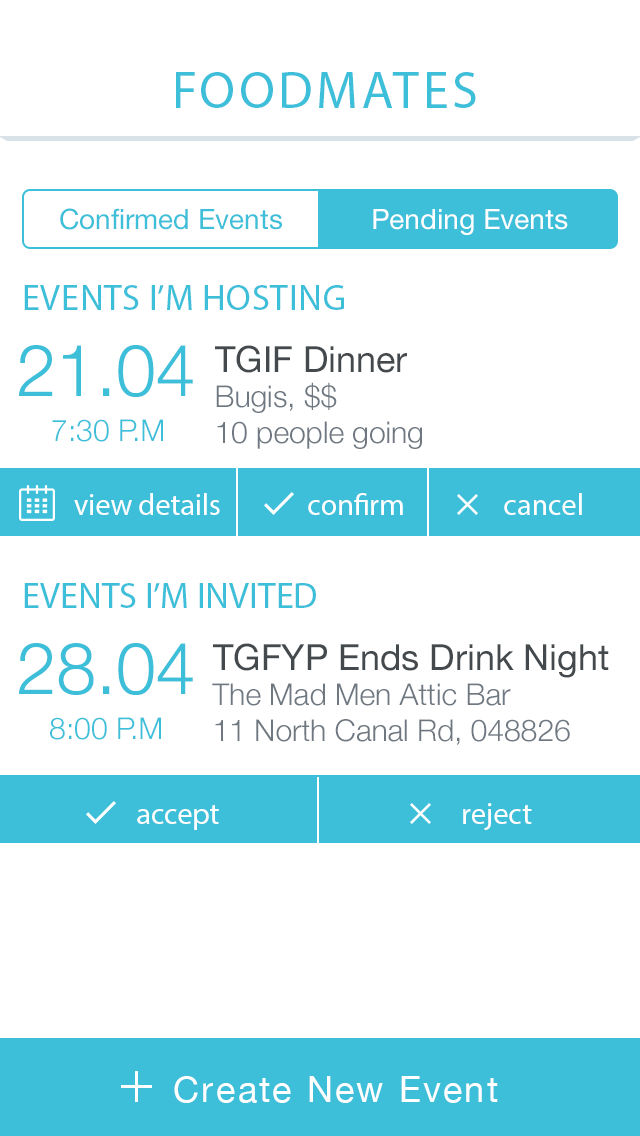 FOODMATES
Confirmed Events
Pending Events
EVENTS I'M HOSTING
21.04
7:30 P.M
TGIF Dinner
Bugis, $$
10 people going
view details
confirm
cancel
EVENTS I'M INVITED
28.04
8:00 P.M
TGFYP Ends Drink Night
The Mad Men Attic Bar
11 North Canal Rd, 048826
accept
reject
+ Create New Event